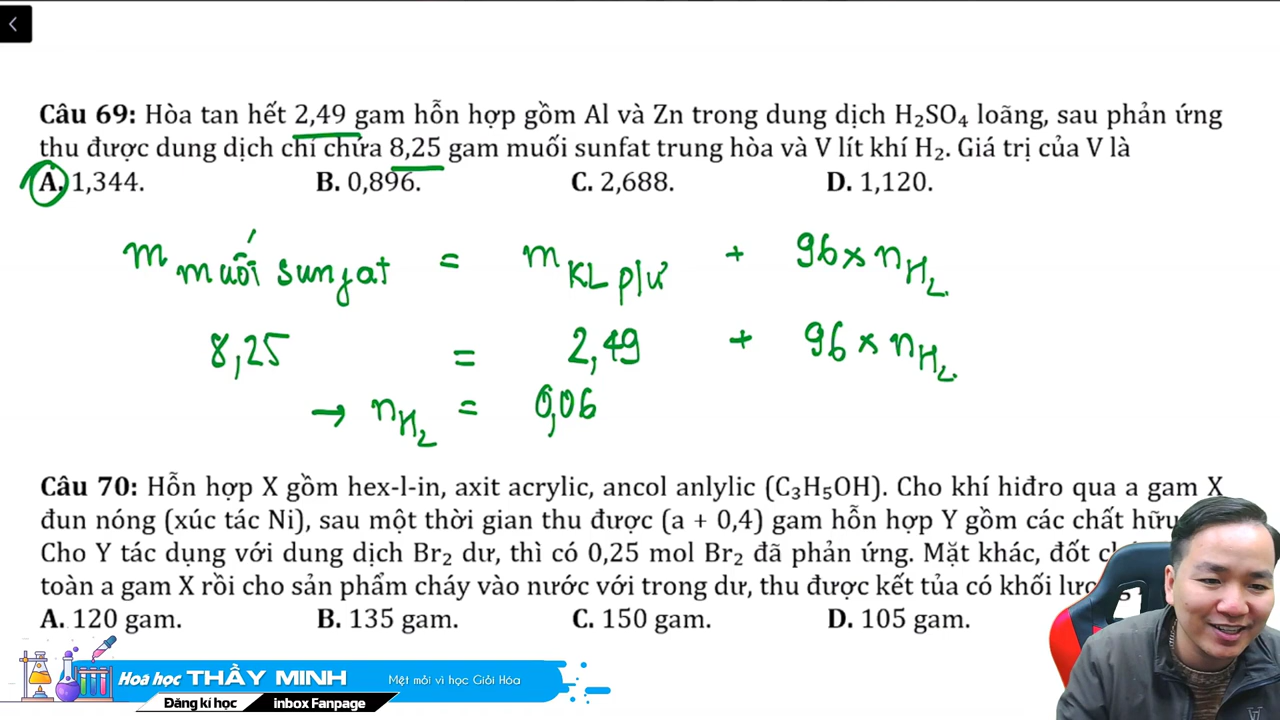 Câu 69: Hòa tan hết 2,49 gam hỗn hợp gồm Al và Zn trong dung dịch H₂SO₄ loãng, sau phản ứng
thu được dung dịch chỉ chứa 8,25 gam muối sunfat trung hòa và V lít khí H₂. Giá trị của V là
A. 1,344. B. 0,896. C. 2,688. D. 1,120.
m muối sunfat = m KL p/ư + 96 × n H₂
8,25 = 2,49 + 96 × n H₂
→ n H₂ = 0,06
Câu 70: Hỗn hợp X gồm hex-l-in, axit acrylic, ancol anlylic (C₃H₅OH). Cho khí hiđro qua a gam X
đun nóng (xúc tác Ni), sau một thời gian thu được (a + 0,4) gam hỗn hợp Y gồm các chất hữu
Cho Y tác dụng với dung dịch Br₂ dư, thì có 0,25 mol Br₂ đã phản ứng. Mặt khác, đốt
toàn a gam X rồi cho sản phẩm cháy vào nước với trong dư, thu được kết tủa có khối
A. 120 gam. B. 135 gam. C. 150 gam. D. 105 gam.
Hoá học THẦY MINH Mệt mỏi vì học Giỏi Hóa
Đăng kí học inbox Fanpage